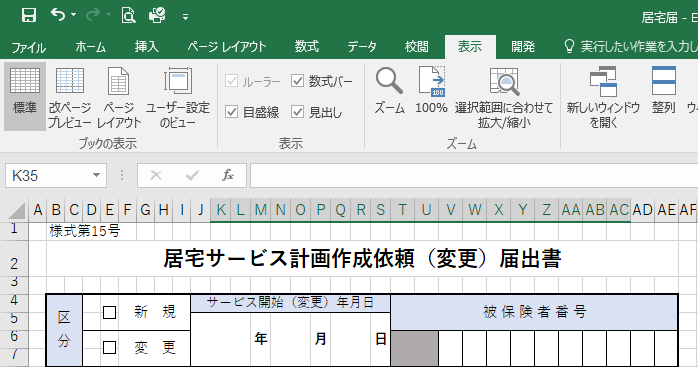 居宅届 - E
ファイル ホーム 挿入 ページ レイアウト 数式 データ 校閲 表示 開発 実行したい作業を入力し
標準 改ページ プレビュー ページ レイアウト ユーザー設定 のビュー
ルーラー 数式バー
目盛線 見出し
ズーム 100% 100 選択範囲に合わせて 拡大/縮小
新しいウィンドウ を開く 整列 ウ
ブックの表示 表示 ズーム
K35 fx
A B C D E F G H I J K L M N O P Q R S T U V W X Y Z AA AB AC AD AE AF
1 様式第15号
2 居宅サービス計画作成依頼（変更）届出書
3
4 区 分 新 規 サービス開始（変更）年月日 被保険者番号
5
6 変 更 年 月 日
7